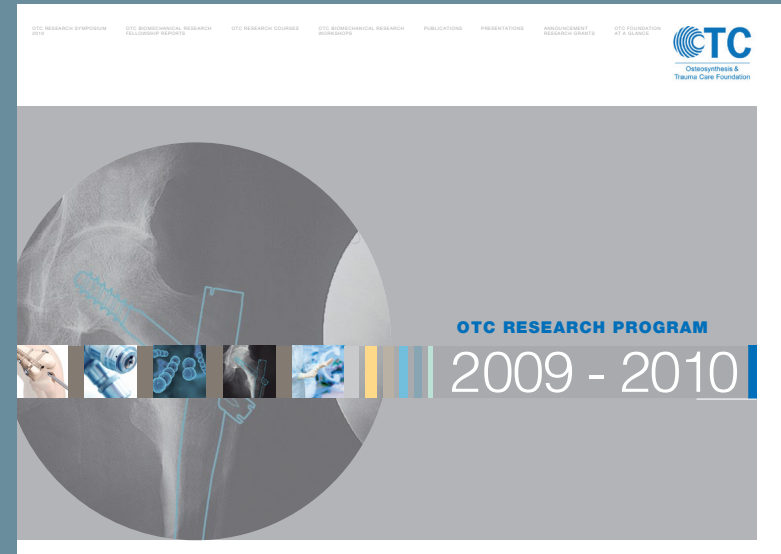 OTC RESEARCH SYMPOSIUM
2010
OTC BIOMECHANICAL RESEARCH
FELLOWSHIP REPORTS
OTC RESEARCH COURSES
OTC BIOMECHANICAL RESEARCH
WORKSHOPS
PUBLICATIONS
PRESENTATIONS
ANNOUNCEMENT
RESEARCH GRANTS
OTC FOUNDATION
AT A GLANCE
OTC
Osteosynthesis &
Trauma Care Foundation
OTC RESEARCH PROGRAM
2009 - 2010